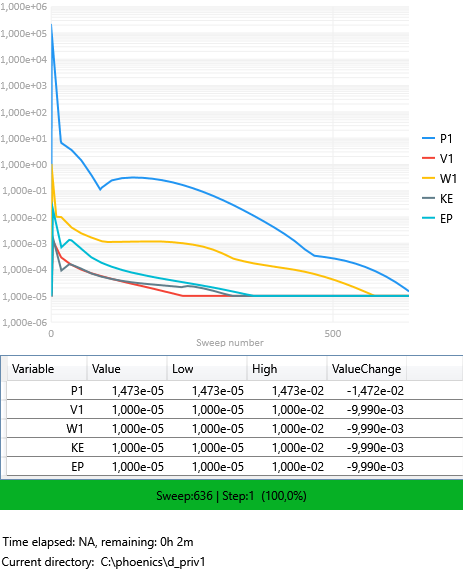 1,000e+06
1,000e+05
1,000e+04
1,000e+03
1,000e+02
1,000e+01
1,000e+00
1,000e-01
1,000e-02
1,000e-03
1,000e-04
1,000e-05
1,000e-06
0
500
Sweep number
P1
V1
W1
KE
EP
Variable Value Low High ValueChange
P1 1,473e-05 1,473e-05 1,473e-02 -1,472e-02
V1 1,000e-05 1,000e-05 1,000e-02 -9,990e-03
W1 1,000e-05 1,000e-05 1,000e-02 -9,990e-03
KE 1,000e-05 1,000e-05 1,000e-02 -9,990e-03
EP 1,000e-05 1,000e-05 1,000e-02 -9,990e-03
Sweep:636 | Step:1 (100,0%)
Time elapsed: NA, remaining: 0h 2m
Current directory: C:\phoenics\d_priv1